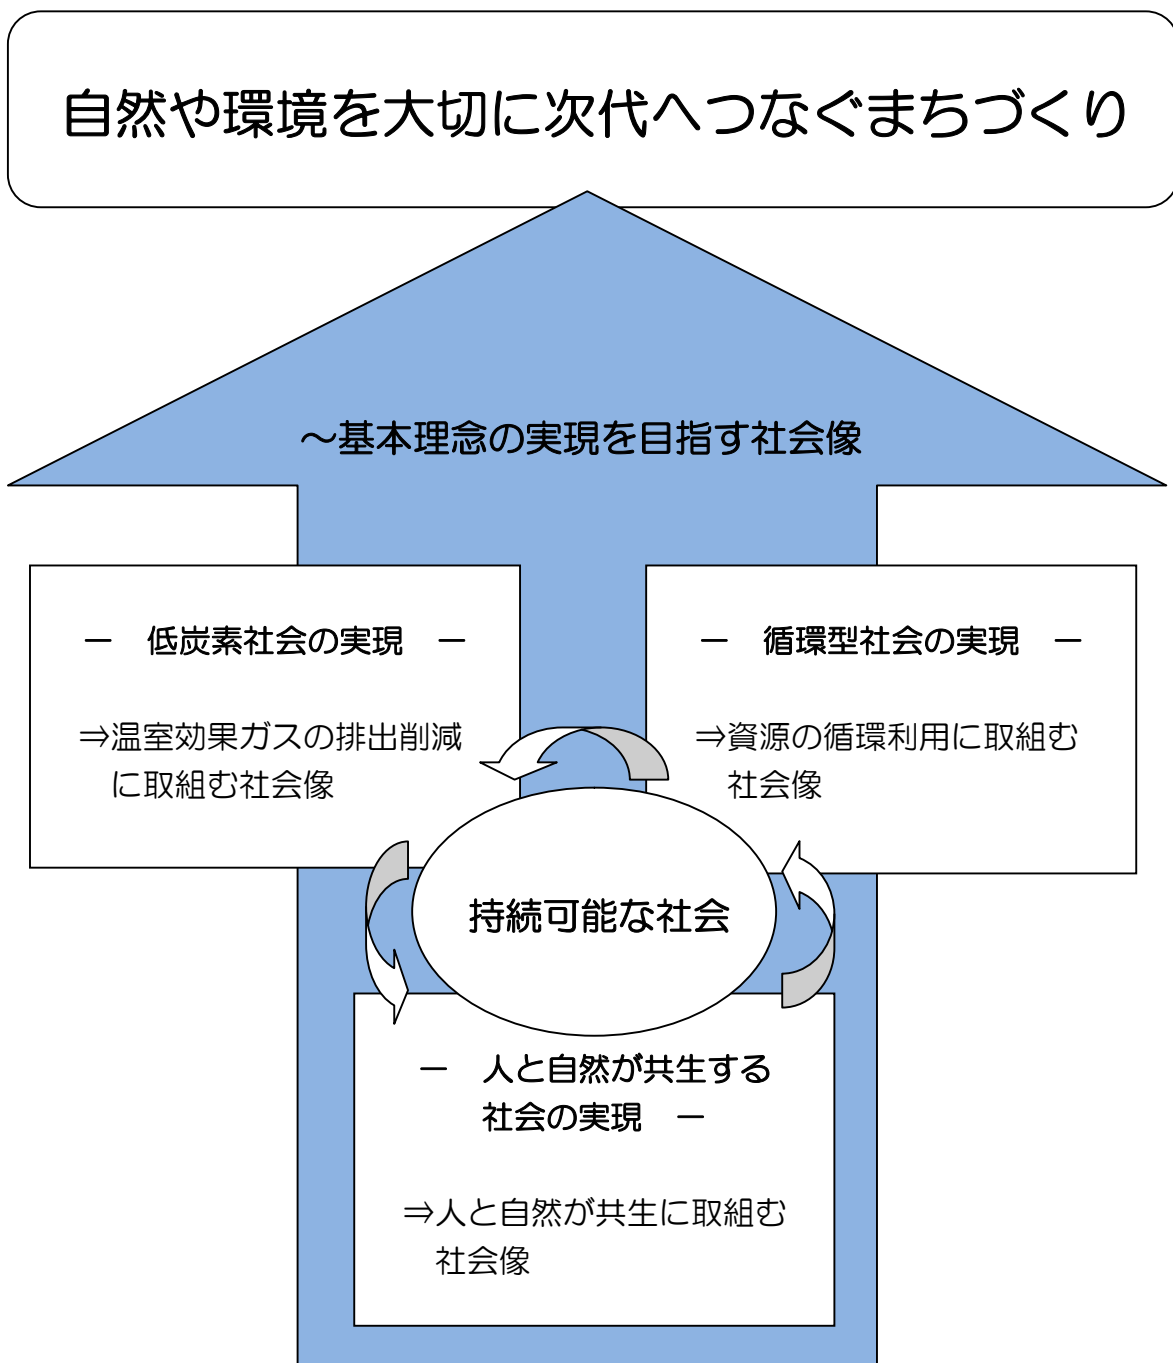 自然や環境を大切に次代へつなぐまちづくり
～基本理念の実現を目指す社会像
－　低炭素社会の実現　－
⇒温室効果ガスの排出削減
に取組む社会像
－　循環型社会の実現　－
⇒資源の循環利用に取組む
社会像
持続可能な社会
－　人と自然が共生する
社会の実現　－
⇒人と自然が共生に取組む
社会像